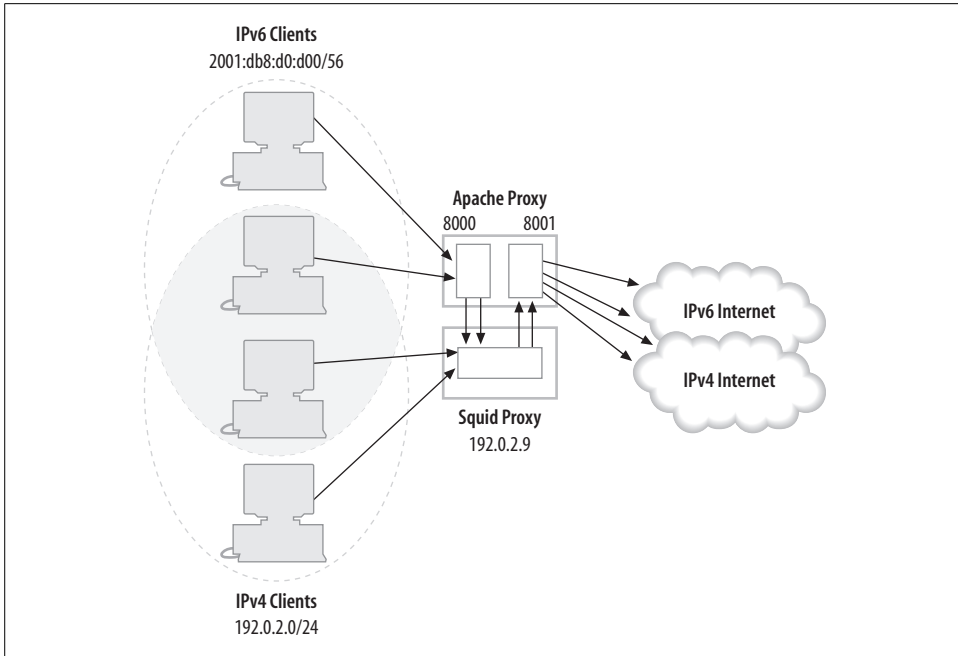 IPv6 Clients
2001:db8:d0:d00/56
Apache Proxy
8000 8001
IPv6 Internet
IPv4 Internet
Squid Proxy
192.0.2.9
IPv4 Clients
192.0.2.0/24